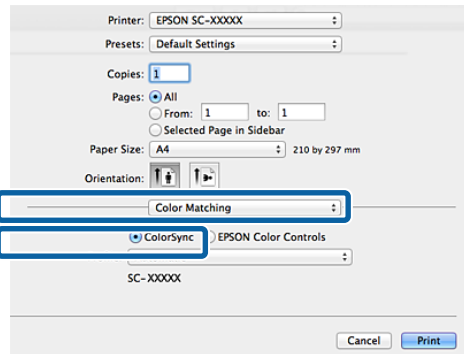 Printer: EPSON SC-XXXXX
Presets: Default Settings
Copies: 1
Pages: All
From: 1 to: 1
Selected Page in Sidebar
Paper Size: A4 210 by 297 mm
Orientation:
Color Matching
ColorSync EPSON Color Controls
SC-XXXXX
Cancel Print